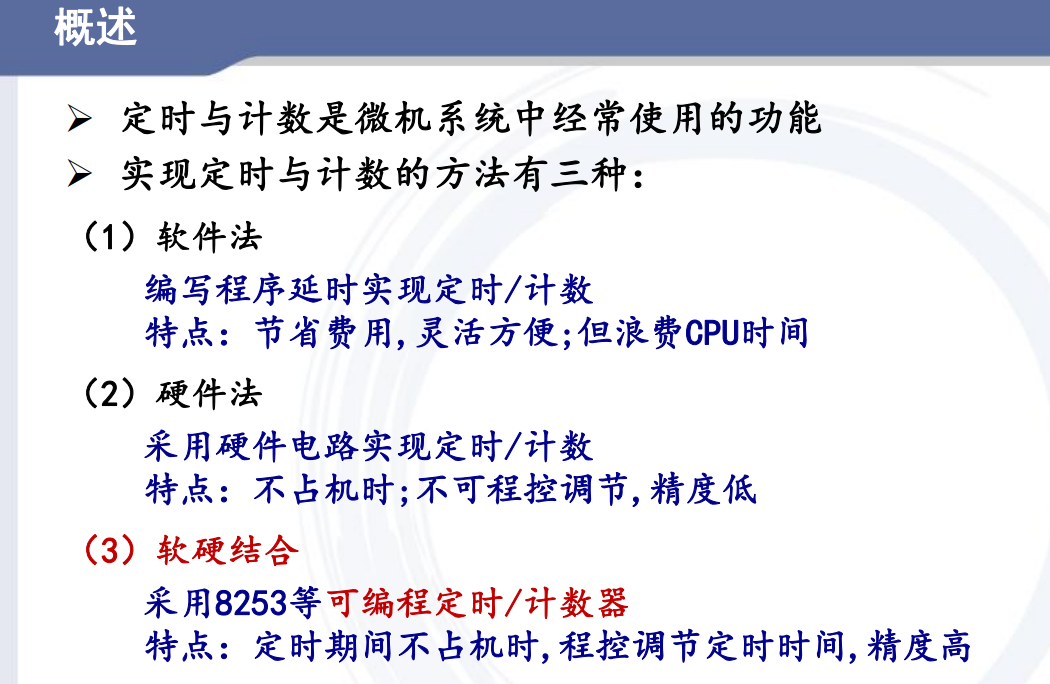 概述
➢ 定时与计数是微机系统中经常使用的功能
➢ 实现定时与计数的方法有三种：
（1）软件法
编写程序延时实现定时/计数
特点：节省费用,灵活方便;但浪费CPU时间
（2）硬件法
采用硬件电路实现定时/计数
特点：不占机时;不可程控调节,精度低
（3）软硬结合
采用8253等可编程定时/计数器
特点：定时期间不占机时,程控调节定时时间,精度高